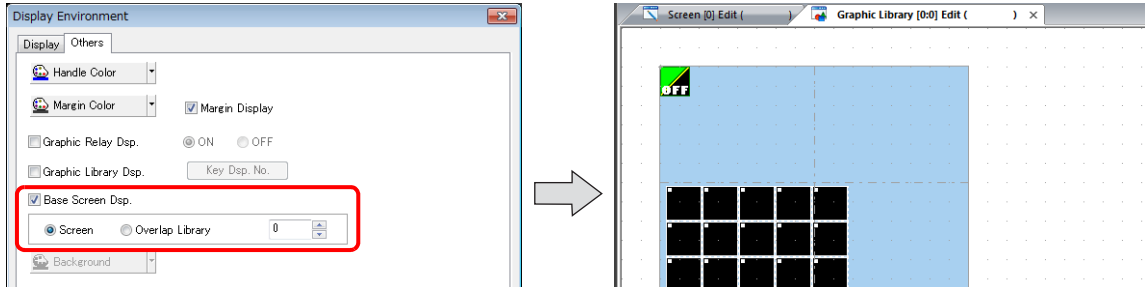 Display Environment
Display Others
Handle Color
Margin Color Margin Display
Graphic Relay Dsp. ON OFF
Graphic Library Dsp. Key Dsp. No.
Base Screen Dsp.
Screen Overlap Library 0
Background
Screen [0] Edit ( ) Graphic Library [0:0] Edit ( )
OFF